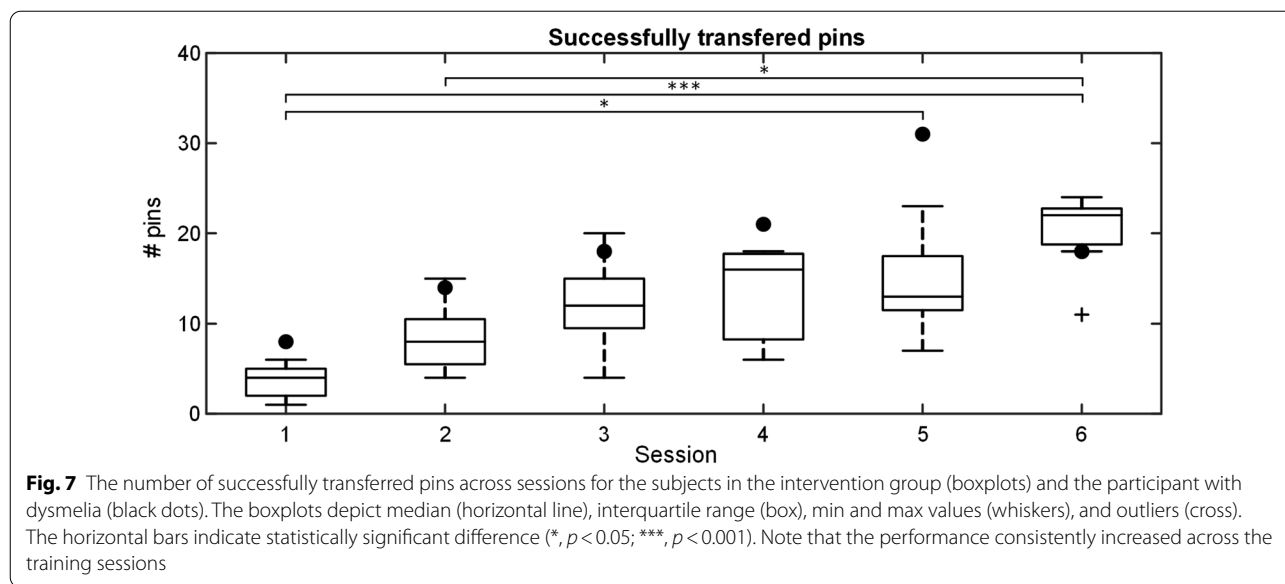 Successfully transfered pins
40
30
20
10
0
# pins
*
***
*
1 2 3 4 5 6
Session
Fig. 7 The number of successfully transferred pins across sessions for the subjects in the intervention group (boxplots) and the participant with
dysmelia (black dots). The boxplots depict median (horizontal line), interquartile range (box), min and max values (whiskers), and outliers (cross).
The horizontal bars indicate statistically significant difference (*, p < 0.05; ***, p < 0.001). Note that the performance consistently increased across the
training sessions